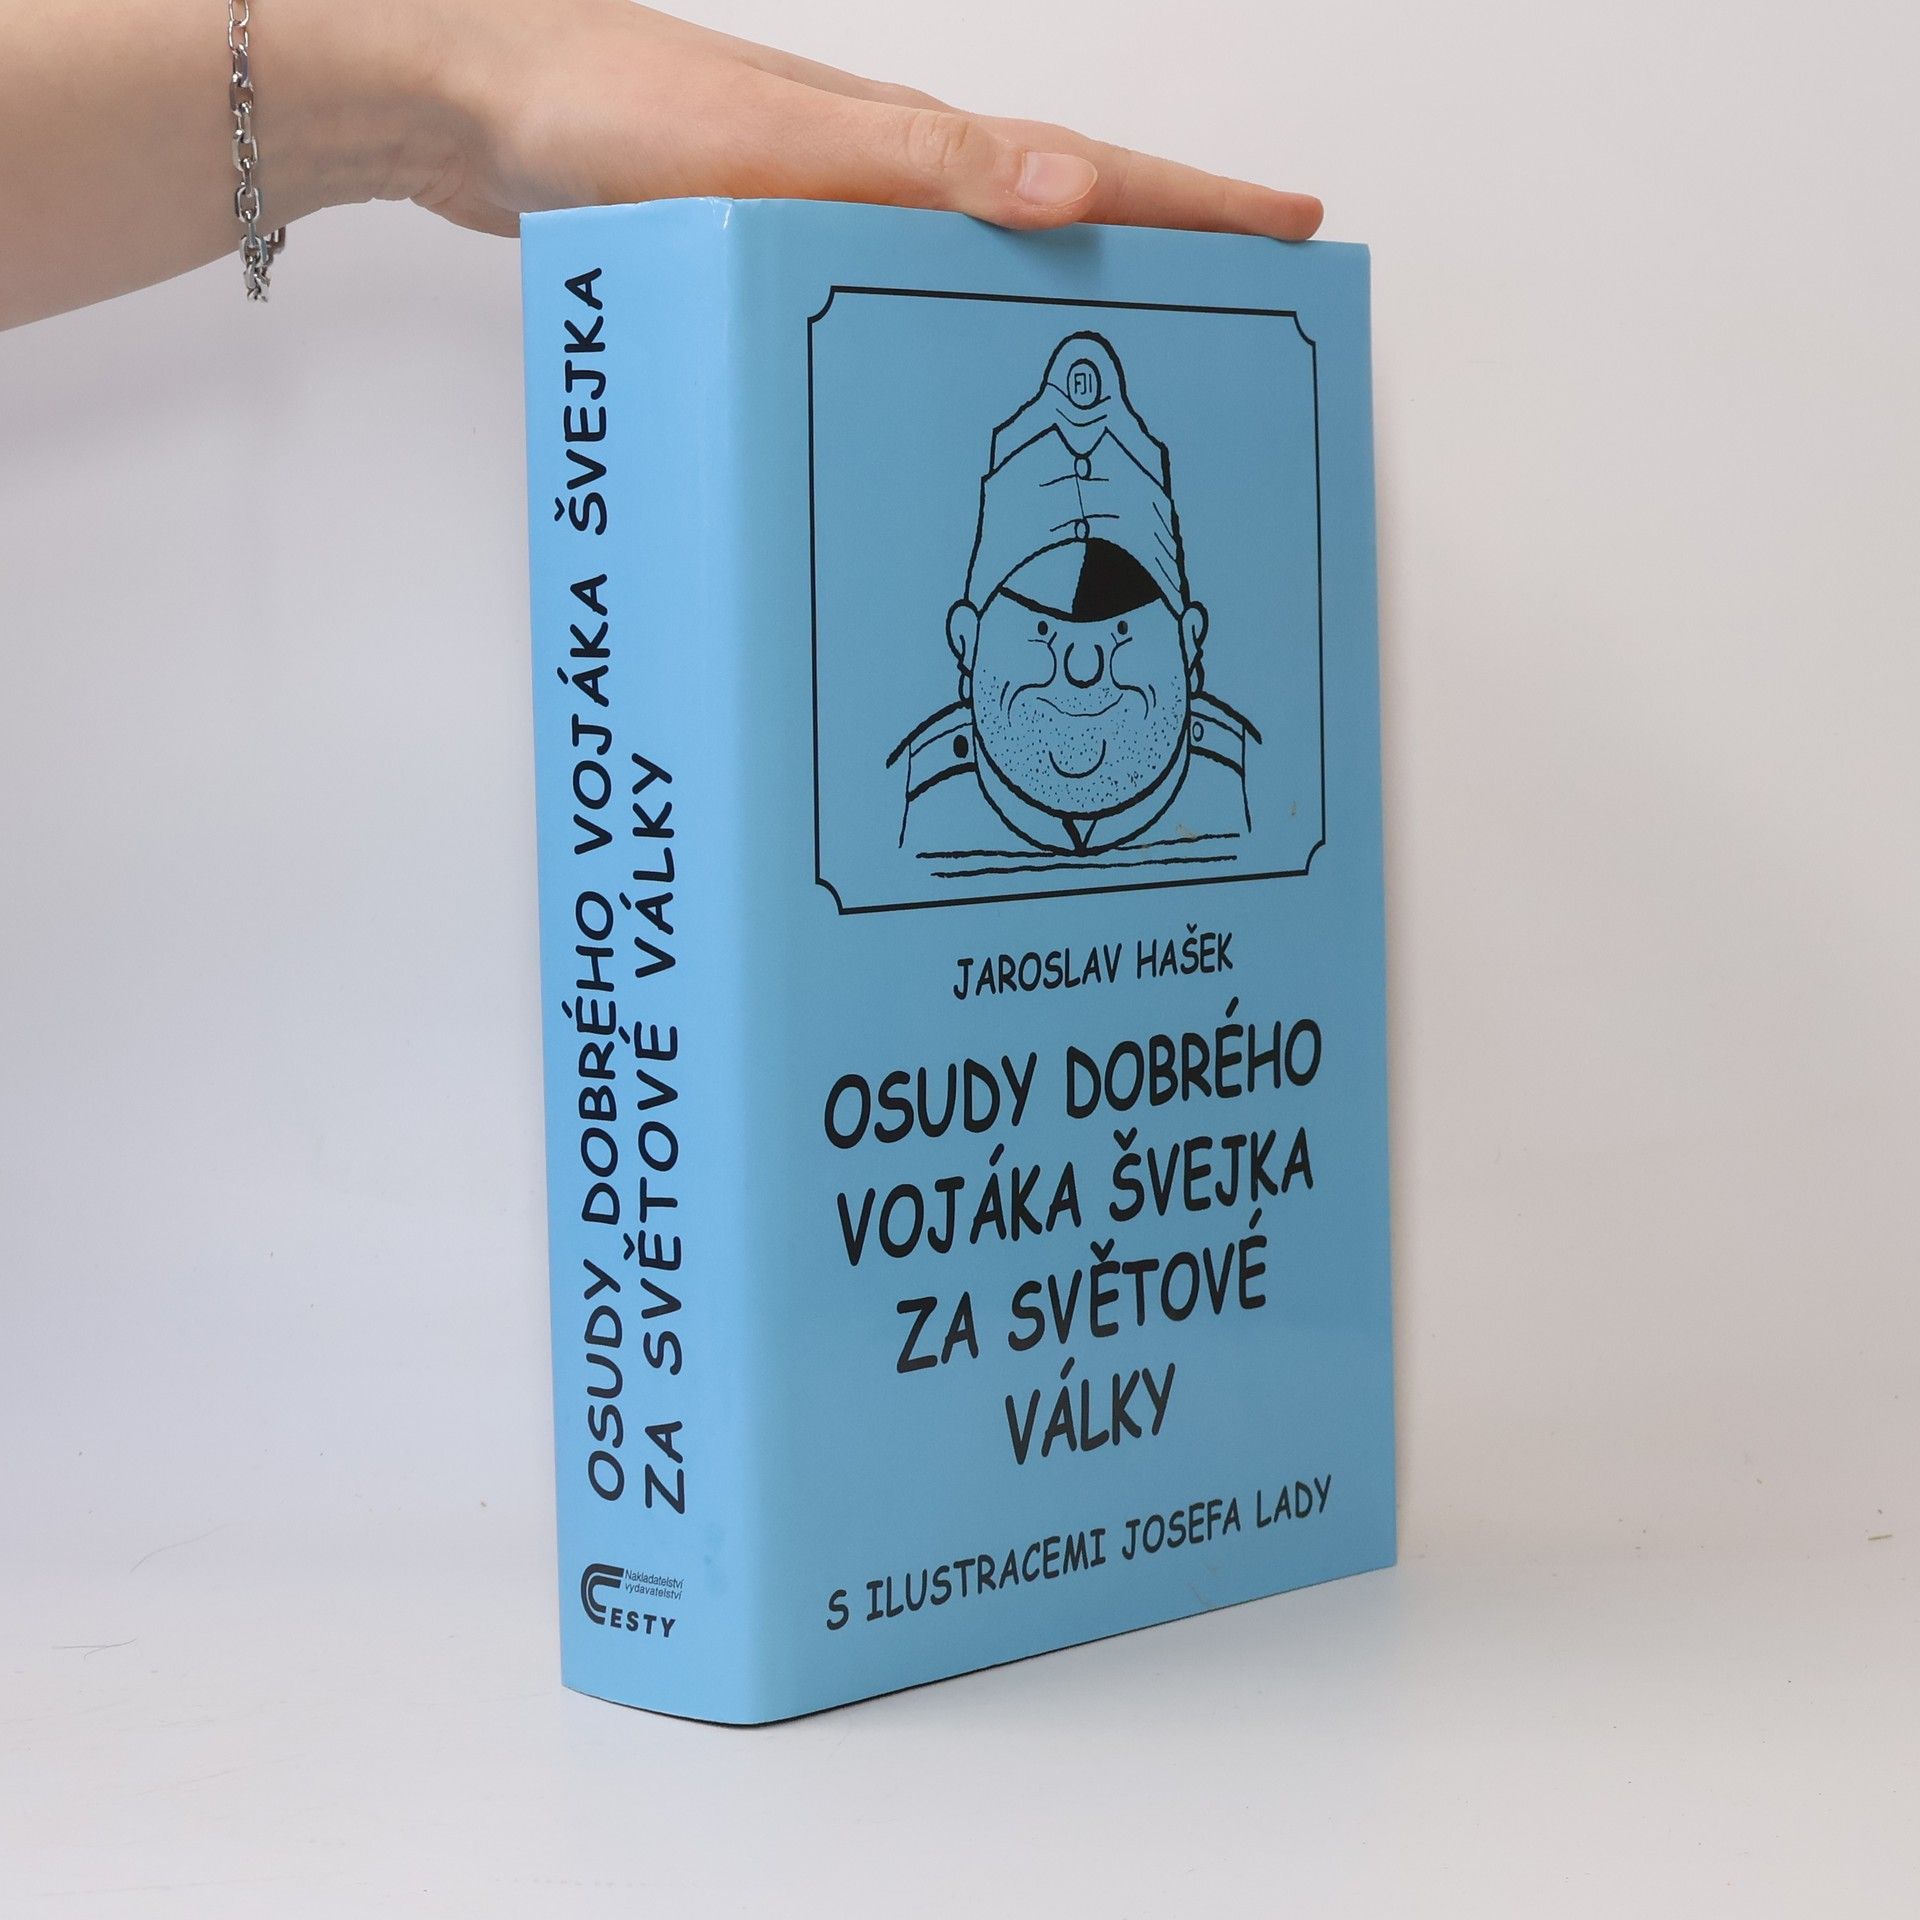 OSUDY DOBRÉHO VOJÁKA ŠVEJKA
ZA SVĚTOVÉ VÁLKY
Nakladatelství
vydavatelství
CESTY
FJI
JAROSLAV HAŠEK
OSUDY DOBRÉHO
VOJÁKA ŠVEJKA
ZA SVĚTOVÉ
VÁLKY
S ILUSTRACEMI JOSEFA LADY